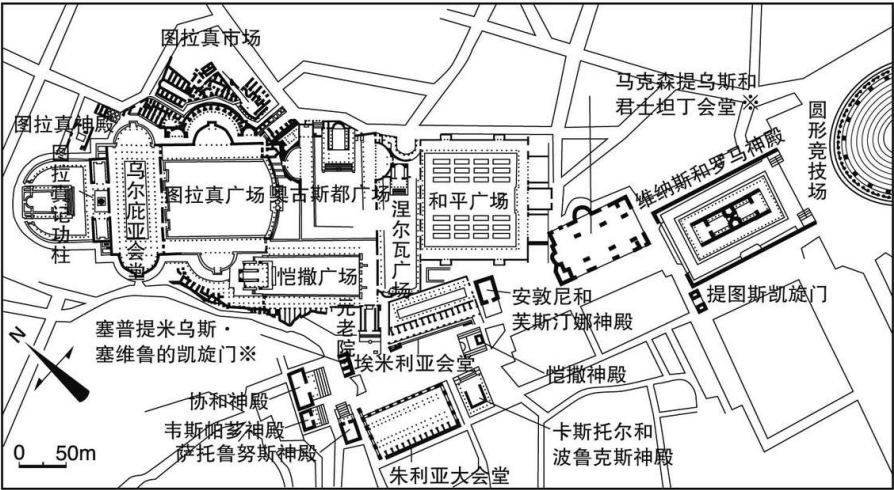 图拉真市场
马克森提乌斯和
君士坦丁会堂※
圆形竞技场
图拉真神殿
图拉真记功柱
乌尔庇亚会堂
图拉真广场
奥古斯都广场
涅尔瓦广场
和平广场
维纳斯和罗马神殿
恺撒广场
元老院
安敦尼和
芙斯汀娜神殿
提图斯凯旋门
塞普提米乌斯·
塞维鲁的凯旋门※
埃米利亚会堂
恺撒神殿
协和神殿
韦斯帕芗神殿
萨托鲁努斯神殿
卡斯托尔和
波鲁克斯神殿
朱利亚大会堂
N
0 50m